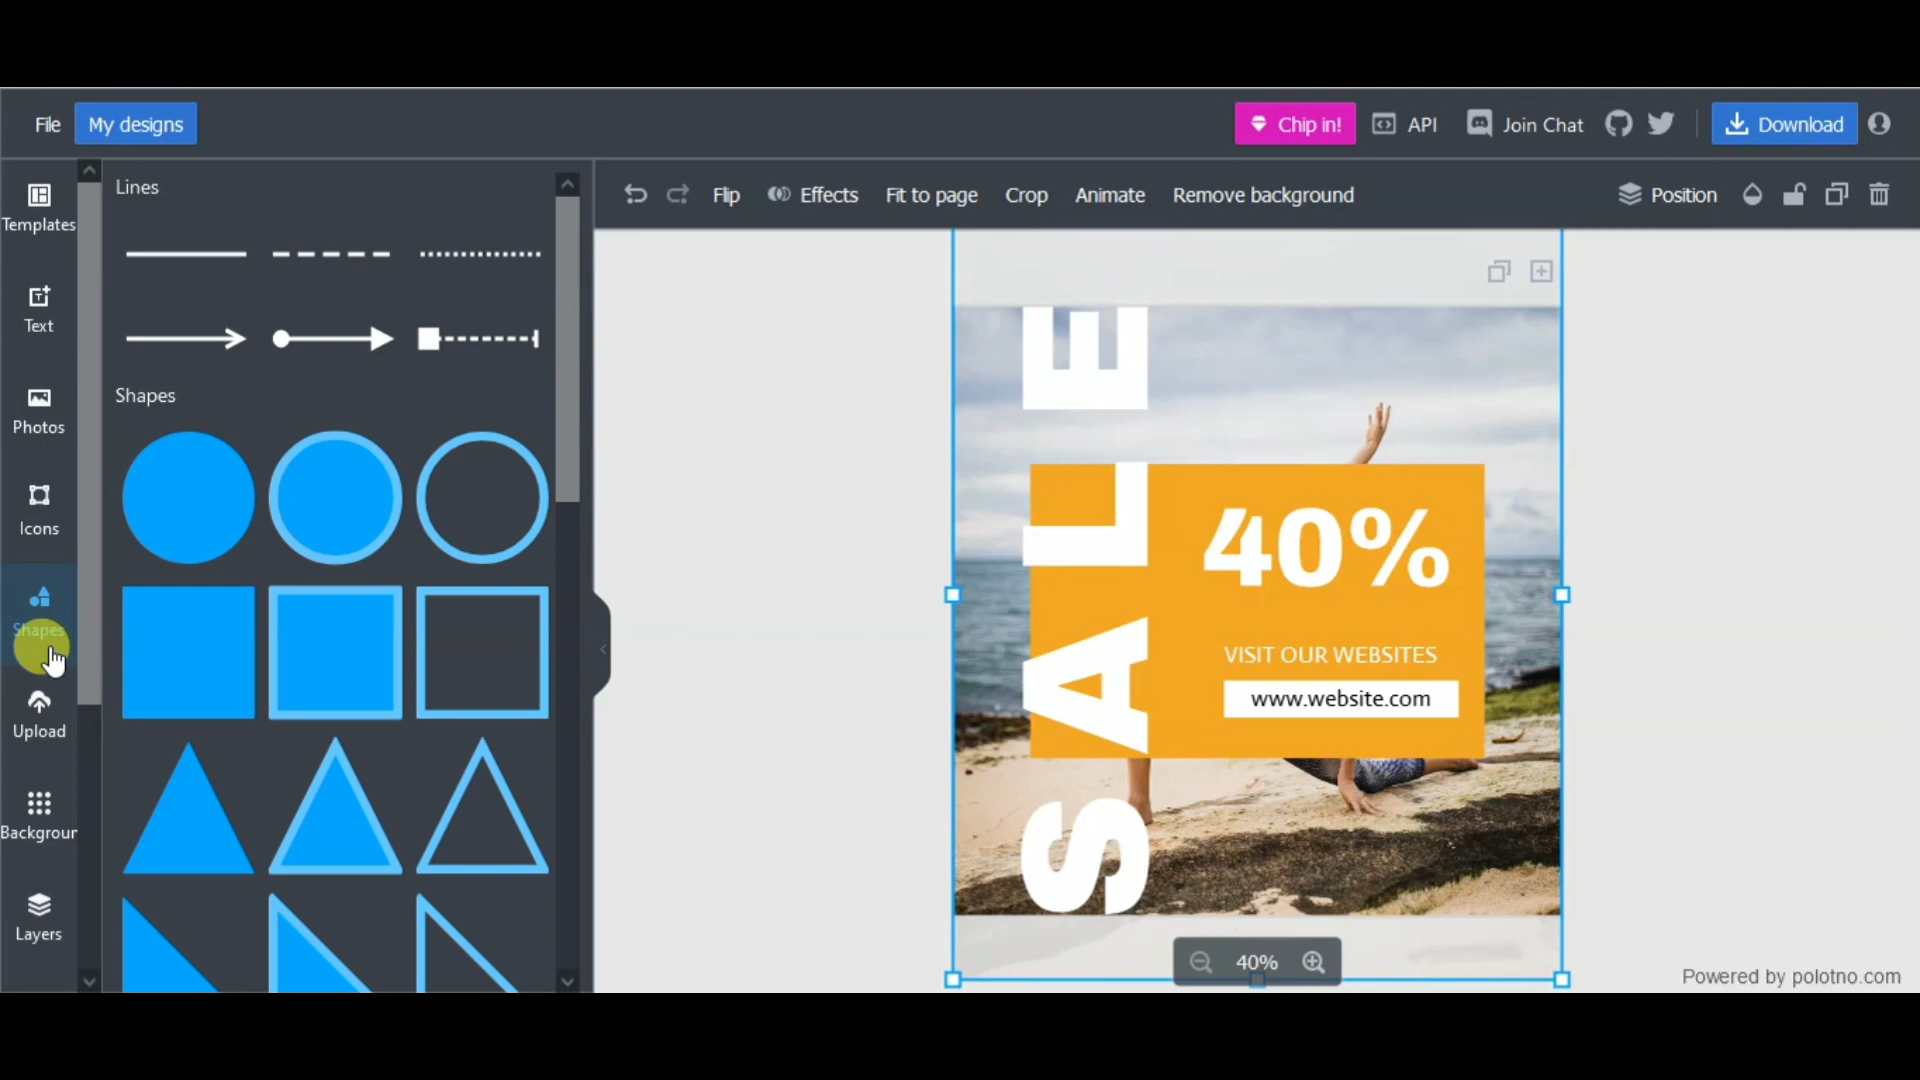 File
My designs
Chip in!
API
Join Chat
Download
Templates
Text
Photos
Icons
Shapes
Upload
Backgroun
Layers
Lines
Shapes
Flip
Effects
Fit to page
Crop
Animate
Remove background
Position
SALE
40%
VISIT OUR WEBSITES
www.website.com
40%
Powered by polotno.com